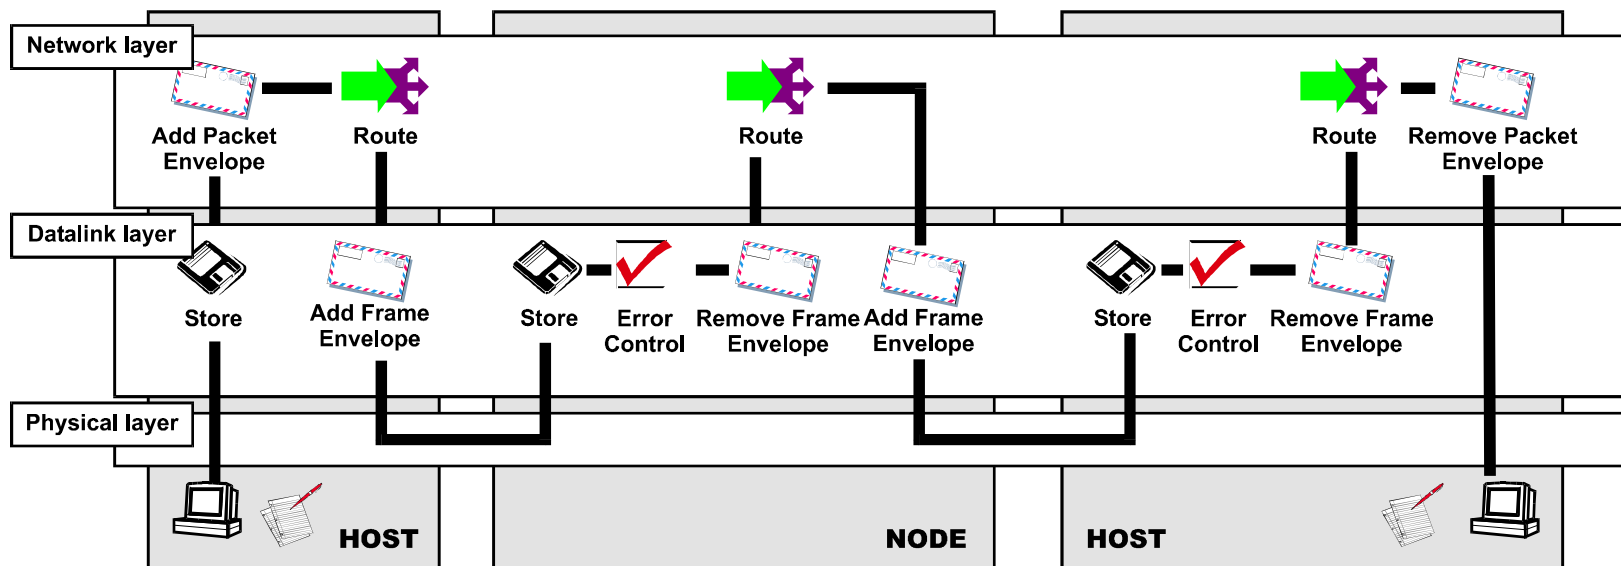 Network layer
Add Packet
Envelope
Route
Route
Route
Remove Packet
Envelope
Datalink layer
Store
Add Frame
Envelope
Store
Error
Control
Remove Frame
Envelope
Add Frame
Envelope
Store
Error
Control
Remove Frame
Envelope
Physical layer
HOST
NODE
HOST